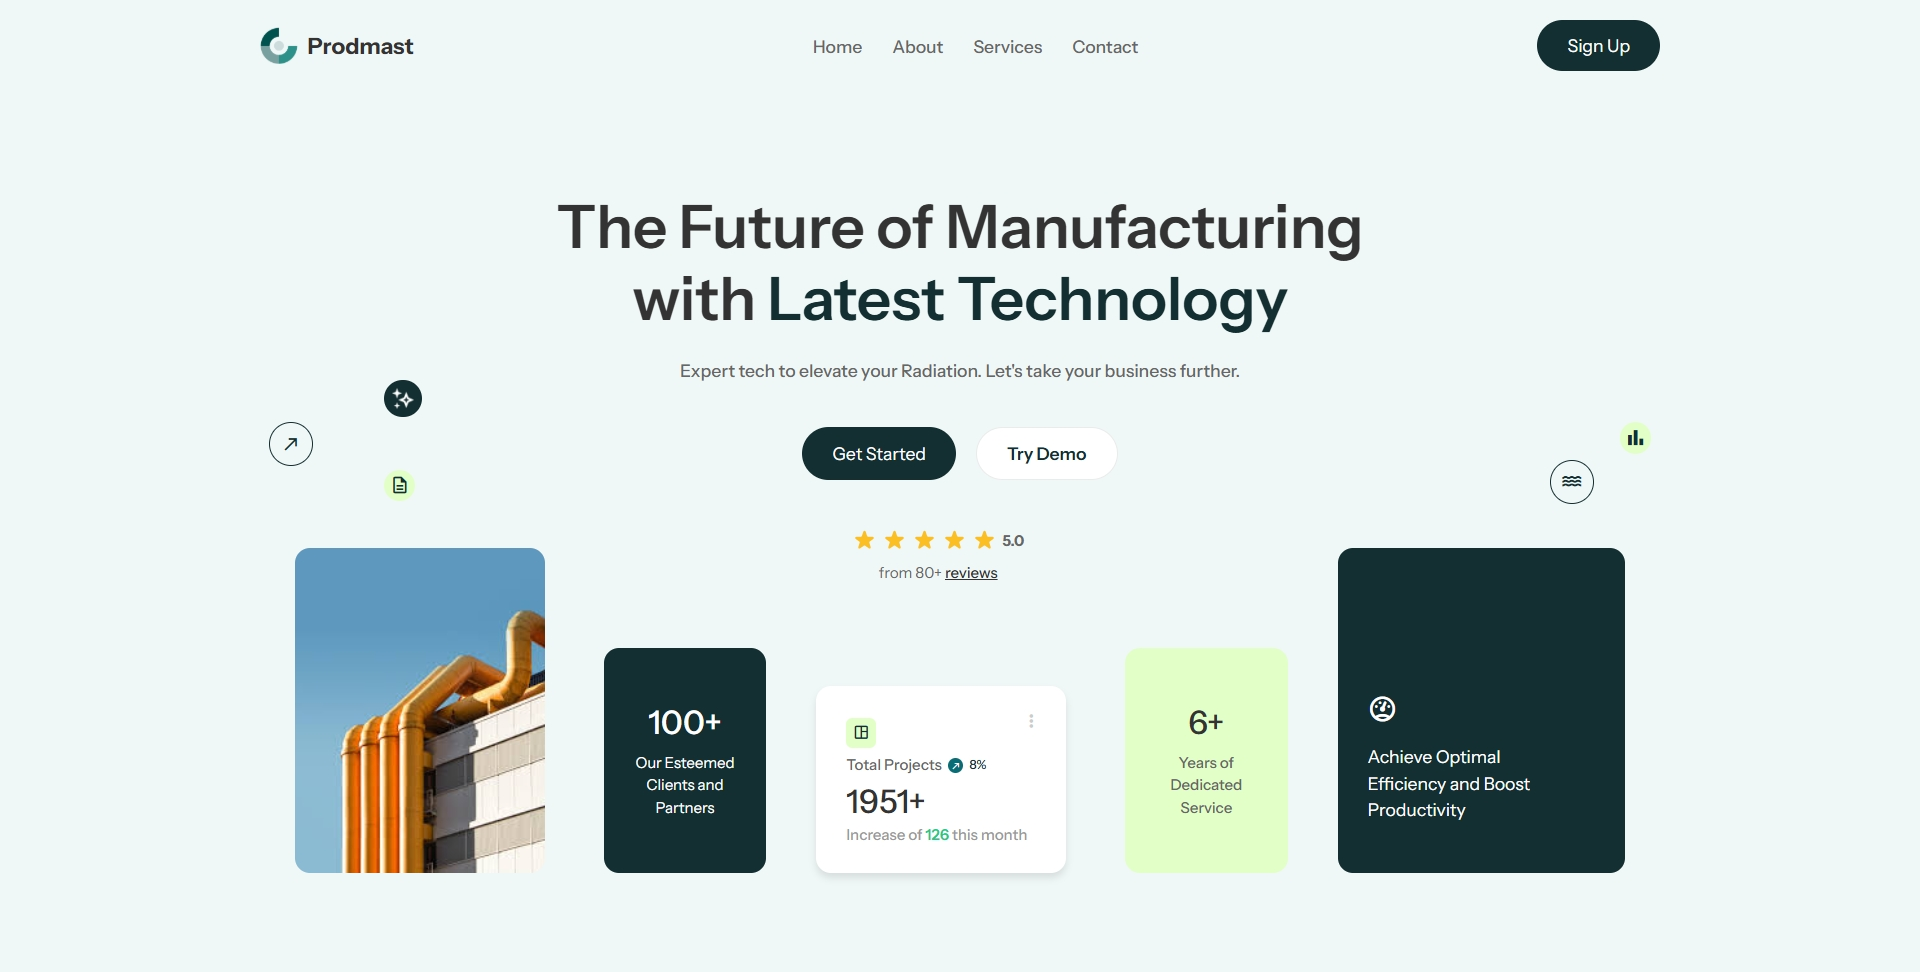 Prodmast
Home
About
Services
Contact
Sign Up
The Future of Manufacturing
with Latest Technology
Expert tech to elevate your Radiation. Let's take your business further.
Get Started
Try Demo
5.0
from 80+ reviews
100+
Our Esteemed
Clients and
Partners
Total Projects
8%
1951+
Increase of 126 this month
6+
Years of
Dedicated
Service
Achieve Optimal
Efficiency and Boost
Productivity